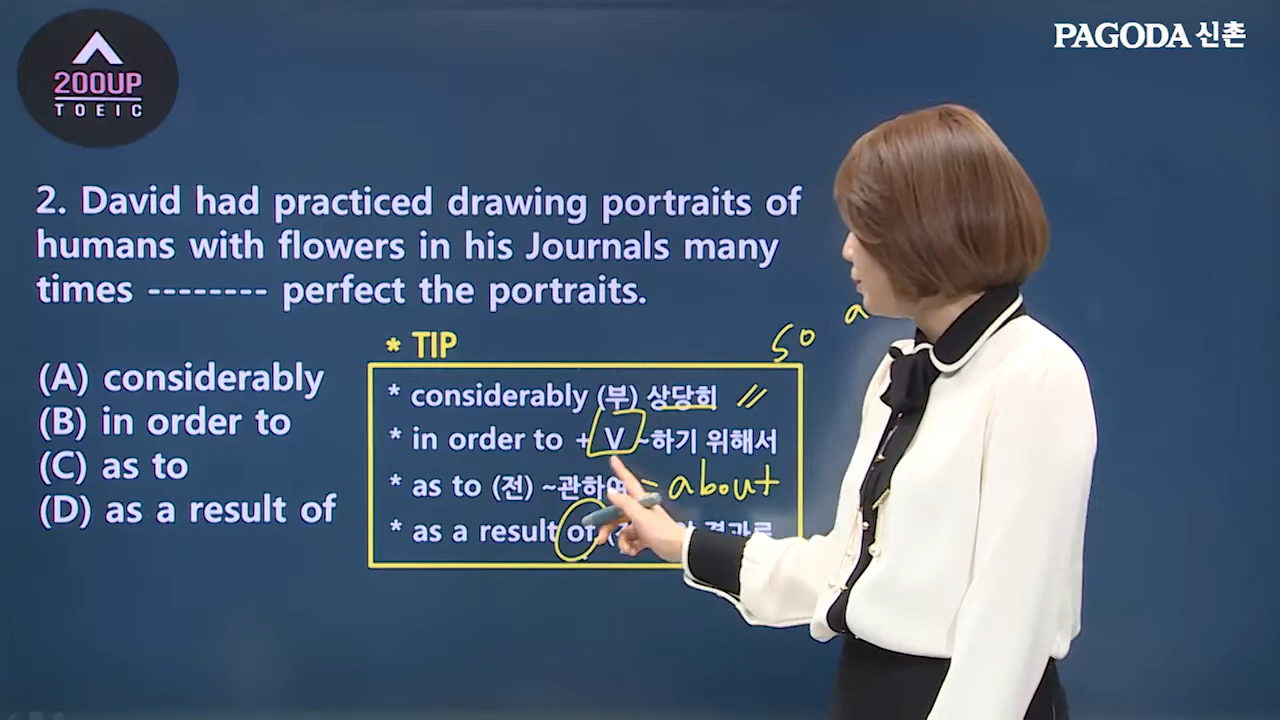 200UP
TOEIC
PAGODA 신촌
2. David had practiced drawing portraits of
humans with flowers in his Journals many
times -------- perfect the portraits.
(A) considerably
(B) in order to
(C) as to
(D) as a result of
* TIP
so a
* considerably (부) 상당히
* in order to + V ~하기 위해서
* as to (전) ~관하여 = about
* as a result of